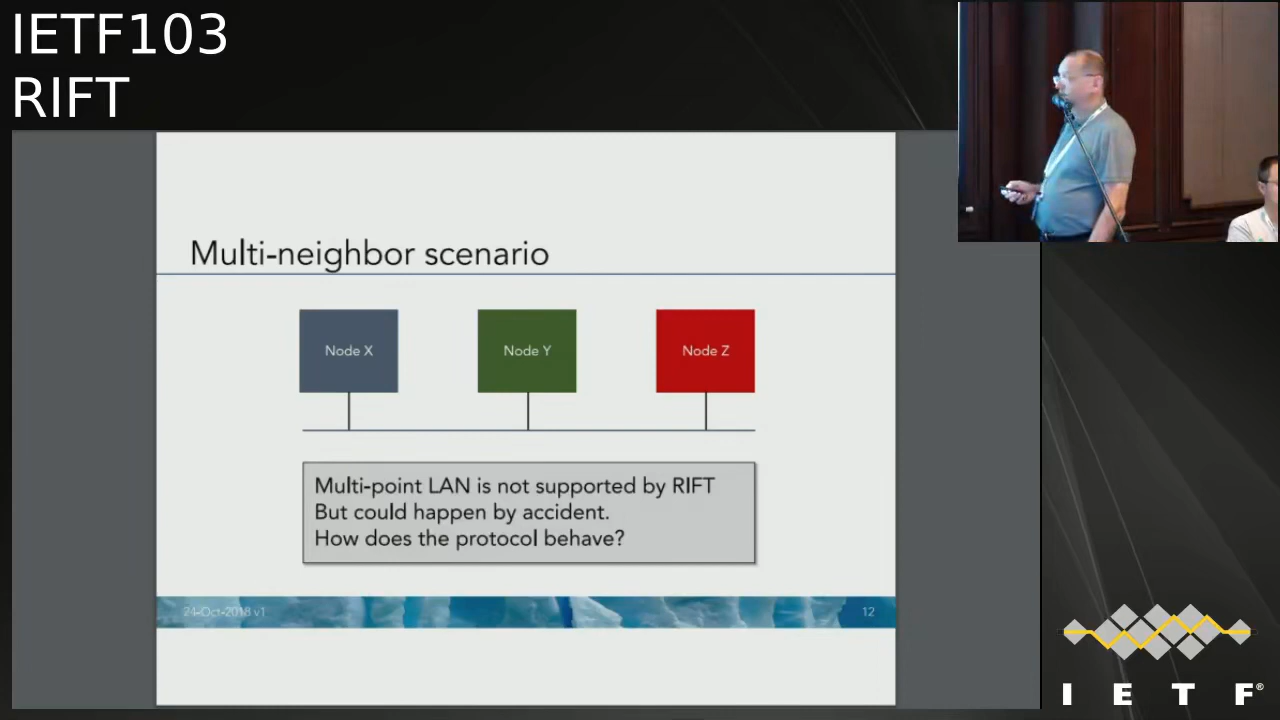 IETF103
RIFT
Multi-neighbor scenario
Node X
Node Y
Node Z
Multi-point LAN is not supported by RIFT
But could happen by accident.
How does the protocol behave?
24-Oct-2018 v1
12
I E T F®